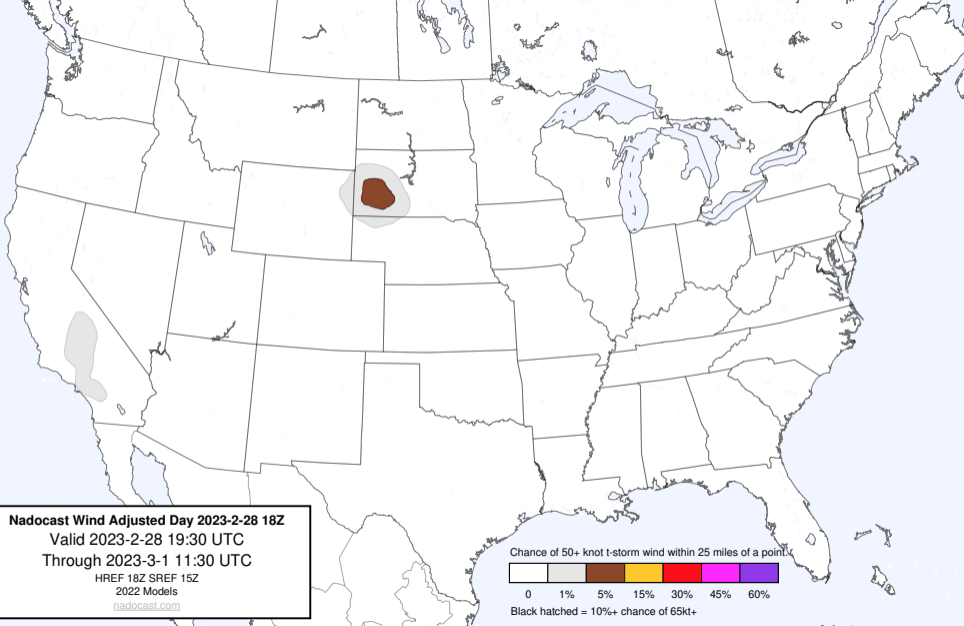 Nadocast Wind Adjusted Day 2023-2-28 18Z
Valid 2023-2-28 19:30 UTC
Through 2023-3-1 11:30 UTC
HREF 18Z SREF 15Z
2022 Models
nadocast.com
Chance of 50+ knot t-storm wind within 25 miles of a point.
0 1% 5% 15% 30% 45% 60%
Black hatched = 10%+ chance of 65kt+